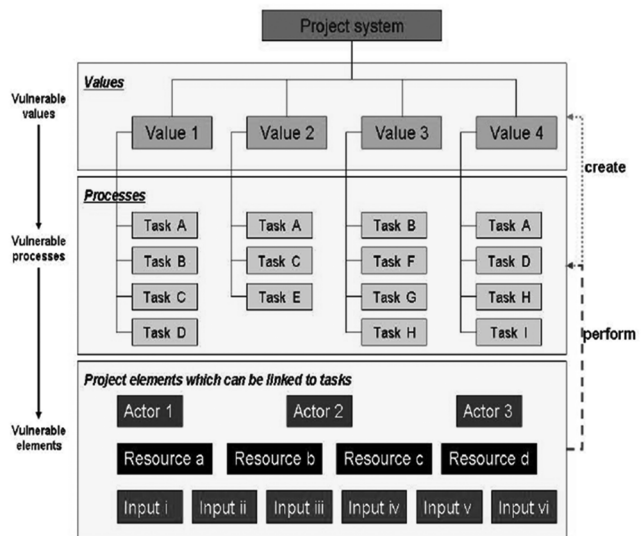 Project system
Values
Vulnerable
values
Value 1 Value 2 Value 3 Value 4
create
Processes
Vulnerable
processes
Task A Task A Task B Task A
Task B Task C Task F Task D
Task C Task E Task G Task H
Task D Task H Task I
perform
Project elements which can be linked to tasks
Vulnerable
elements
Actor 1 Actor 2 Actor 3
Resource a Resource b Resource c Resource d
Input i Input ii Input iii Input iv Input v Input vi